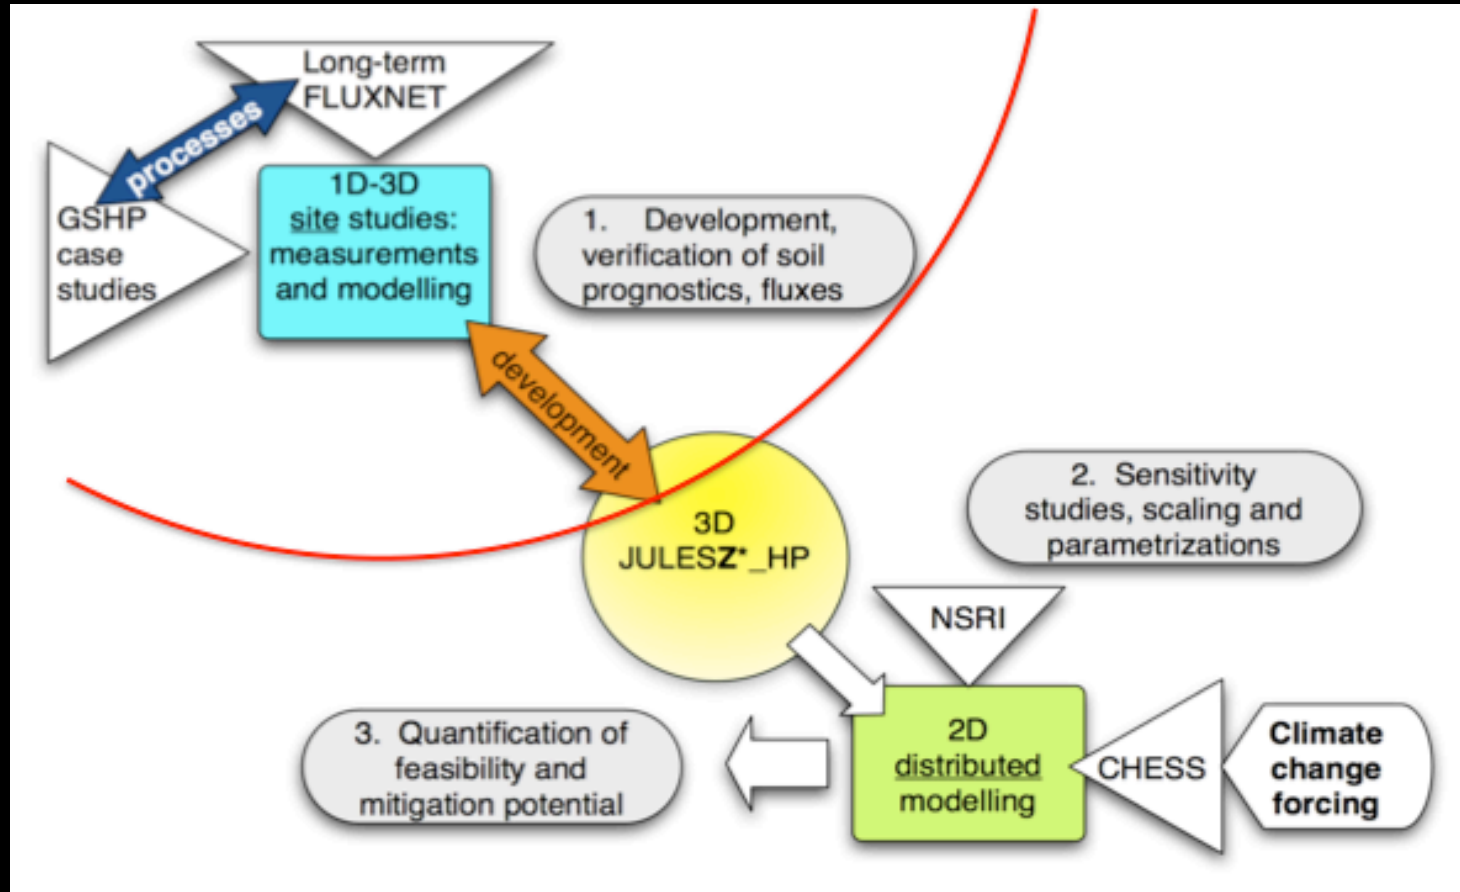 Long-term
FLUXNET
processes
GSHP
case
studies
1D-3D
site studies:
measurements
and modelling
1. Development,
verification of soil
prognostics, fluxes
development
3D
JULESZ*_HP
2. Sensitivity
studies, scaling and
parametrizations
NSRI
2D
distributed
modelling
CHESS
Climate
change
forcing
3. Quantification of
feasibility and
mitigation potential